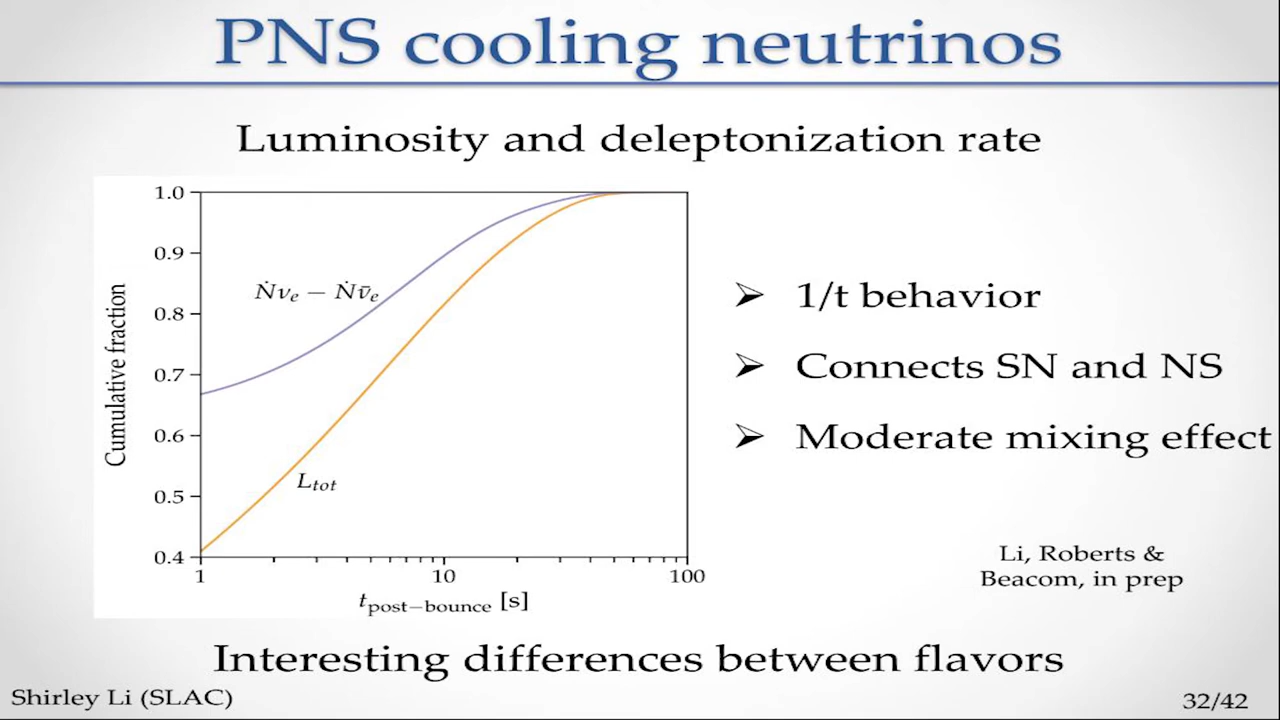 PNS cooling neutrinos
Luminosity and deleptonization rate
1.0
0.9
0.8
0.7
0.6
0.5
0.4
Cumulative fraction
Ṅν_e − Ṅν̄_e
L_tot
1
10
100
t_post−bounce [s]
➢ 1/t behavior
➢ Connects SN and NS
➢ Moderate mixing effect
Li, Roberts &
Beacom, in prep
Interesting differences between flavors
Shirley Li (SLAC)
32/42